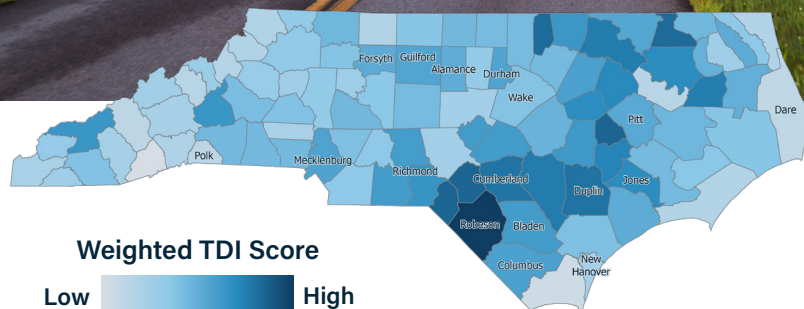 Forsyth
Guilford
Alamance
Durham
Wake
Dare
Pitt
Polk
Mecklenburg
Richmond
Cumberland
Duplin
Jones
Robeson
Bladen
Columbus
New
Hanover
Weighted TDI Score
Low
High